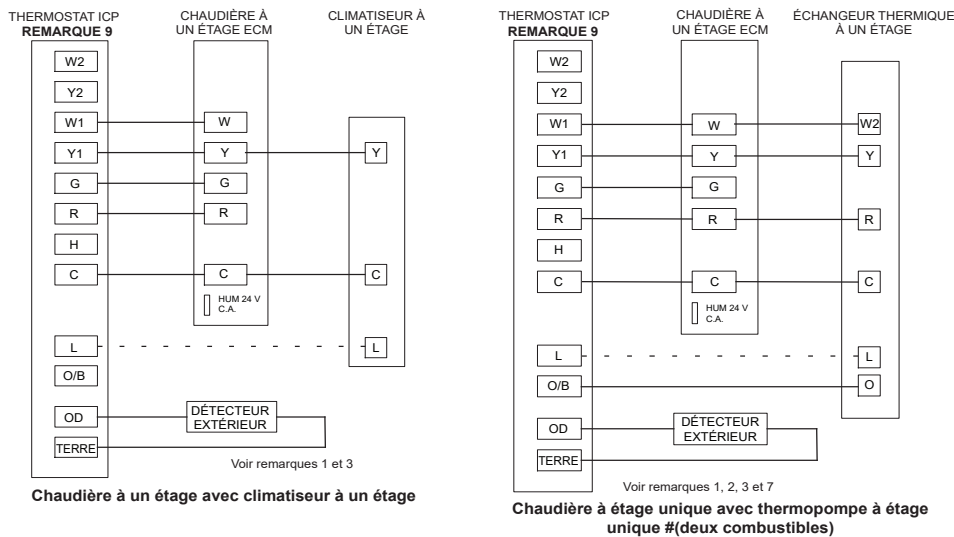 THERMOSTAT ICP
REMARQUE 9
CHAUDIÈRE À
UN ÉTAGE ECM
CLIMATISEUR À
UN ÉTAGE
W2
Y2
W1
W
Y1
Y
Y
G
G
R
R
H
C
C
C
HUM 24 V
C.A.
L
L
O/B
OD
DÉTECTEUR
EXTÉRIEUR
TERRE
Voir remarques 1 et 3
Chaudière à un étage avec climatiseur à un étage
THERMOSTAT ICP
REMARQUE 9
CHAUDIÈRE À
UN ÉTAGE ECM
ÉCHANGEUR THERMIQUE
À UN ÉTAGE
W2
Y2
W1
W
W2
Y1
Y
Y
G
G
R
R
R
H
C
C
C
HUM 24 V
C.A.
L
L
O/B
O
OD
DÉTECTEUR
EXTÉRIEUR
TERRE
Voir remarques 1, 2, 3 et 7
Chaudière à étage unique avec thermopompe à étage
unique #(deux combustibles)